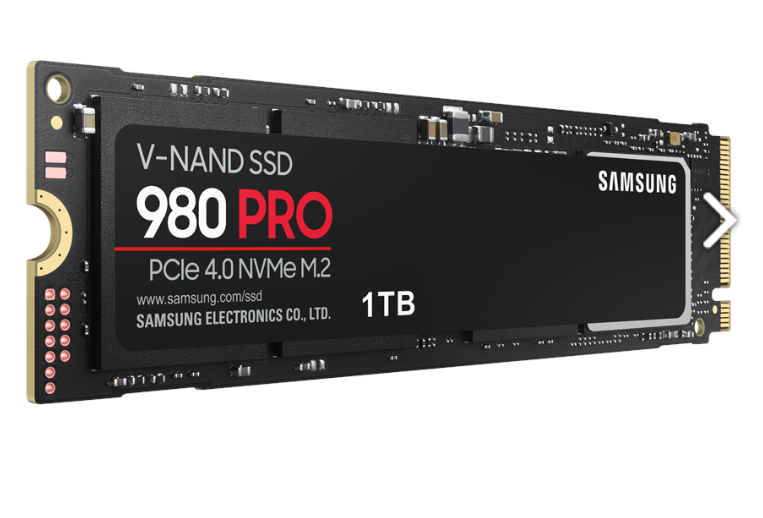 V-NAND SSD
980 PRO
PCIe 4.0 NVMe M.2
www.samsung.com/ssd
SAMSUNG ELECTRONICS CO., LTD.
1TB
SAMSUNG